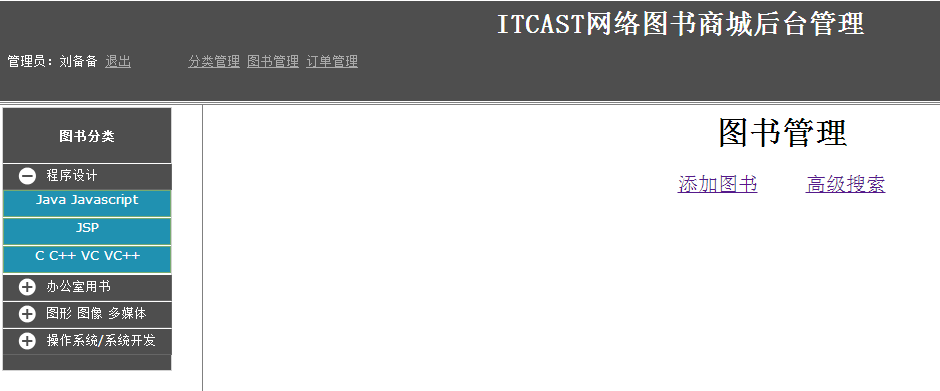 ITCAST网络图书商城后台管理
管理员：刘备备 退出 分类管理 图书管理 订单管理
图书分类
程序设计
Java Javascript
JSP
C C++ VC VC++
办公室用书
图形 图像 多媒体
操作系统/系统开发
图书管理
添加图书 高级搜索